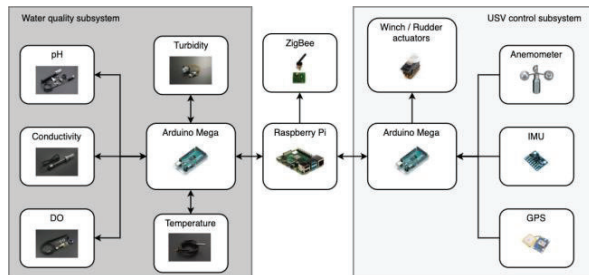 Water quality subsystem
USV control subsystem
pH
Turbidity
ZigBee
Winch / Rudder
actuators
Anemometer
Conductivity
Arduino Mega
Raspberry Pi
Arduino Mega
IMU
DO
Temperature
GPS